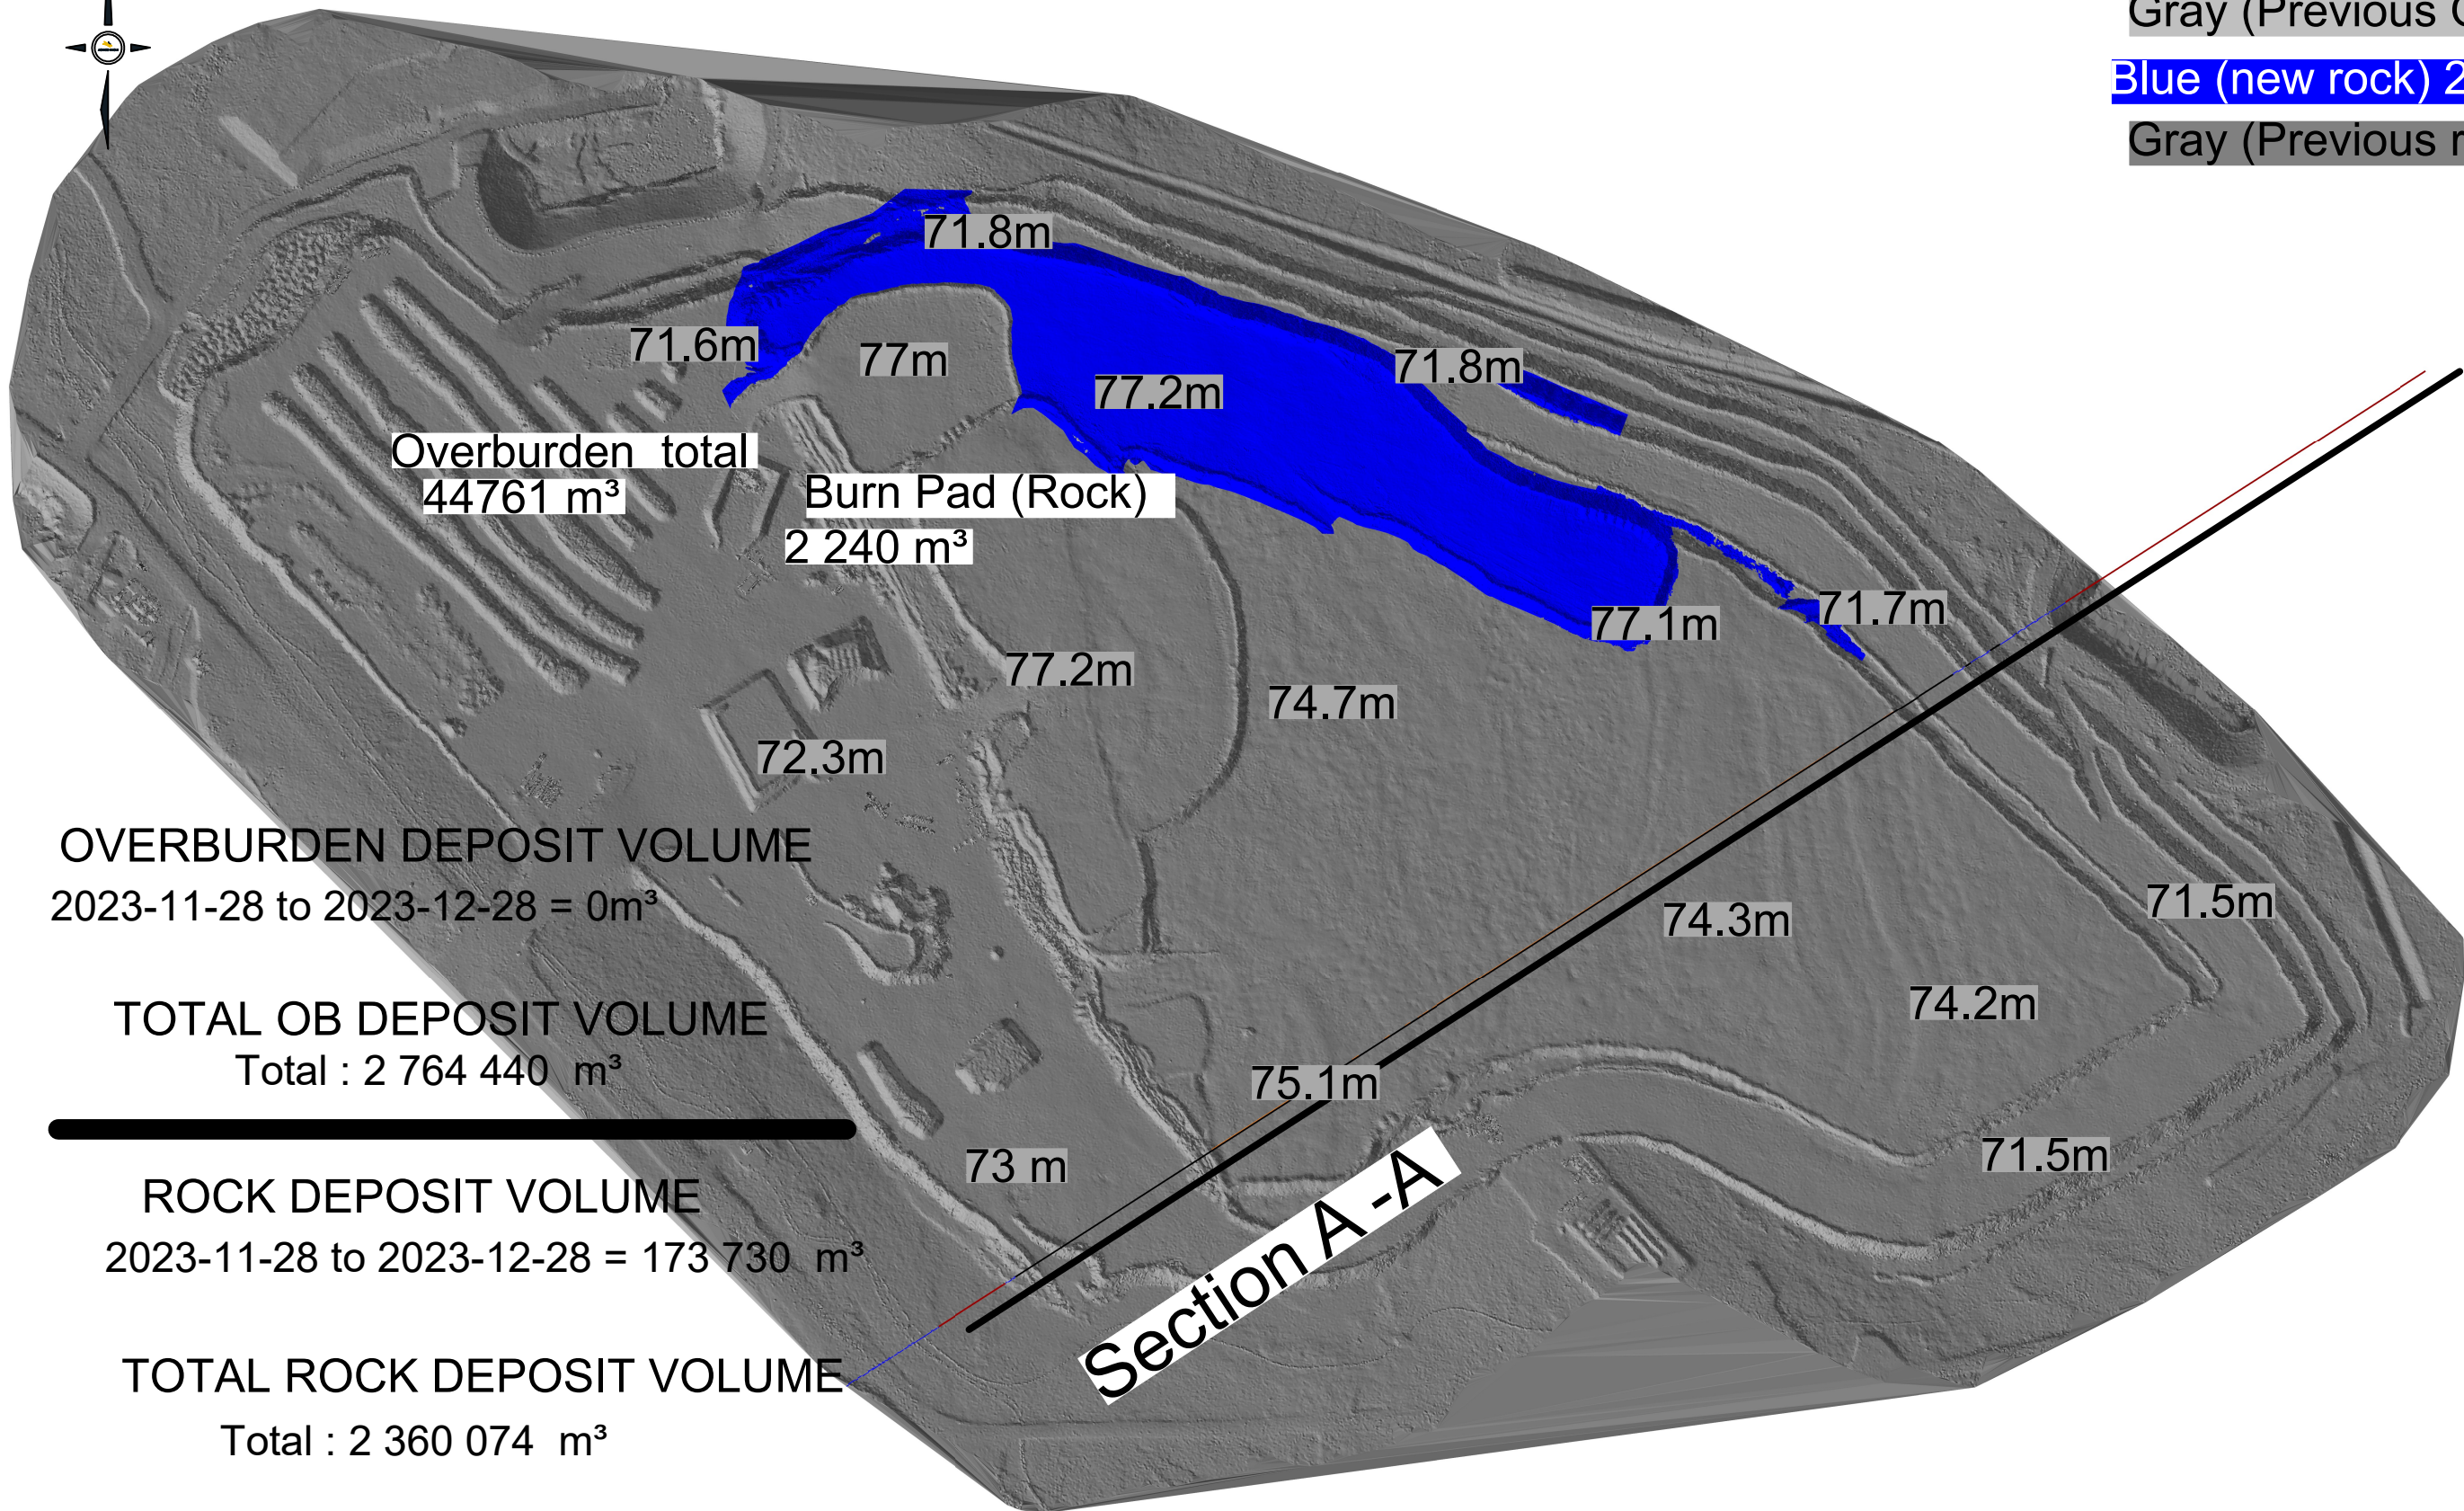 Gray (Previous
Blue (new rock) 2
Gray (Previous
71.8m
71.6m
77m
77.2m
71.8m
Overburden total
44761 m³
Burn Pad (Rock)
2 240 m³
77.1m
71.7m
77.2m
74.7m
72.3m
OVERBURDEN DEPOSIT VOLUME
2023-11-28 to 2023-12-28 = 0m³
74.3m
71.5m
TOTAL OB DEPOSIT VOLUME
Total : 2 764 440 m³
74.2m
75.1m
73 m
71.5m
Section A -A
ROCK DEPOSIT VOLUME
2023-11-28 to 2023-12-28 = 173 730 m³
TOTAL ROCK DEPOSIT VOLUME
Total : 2 360 074 m³